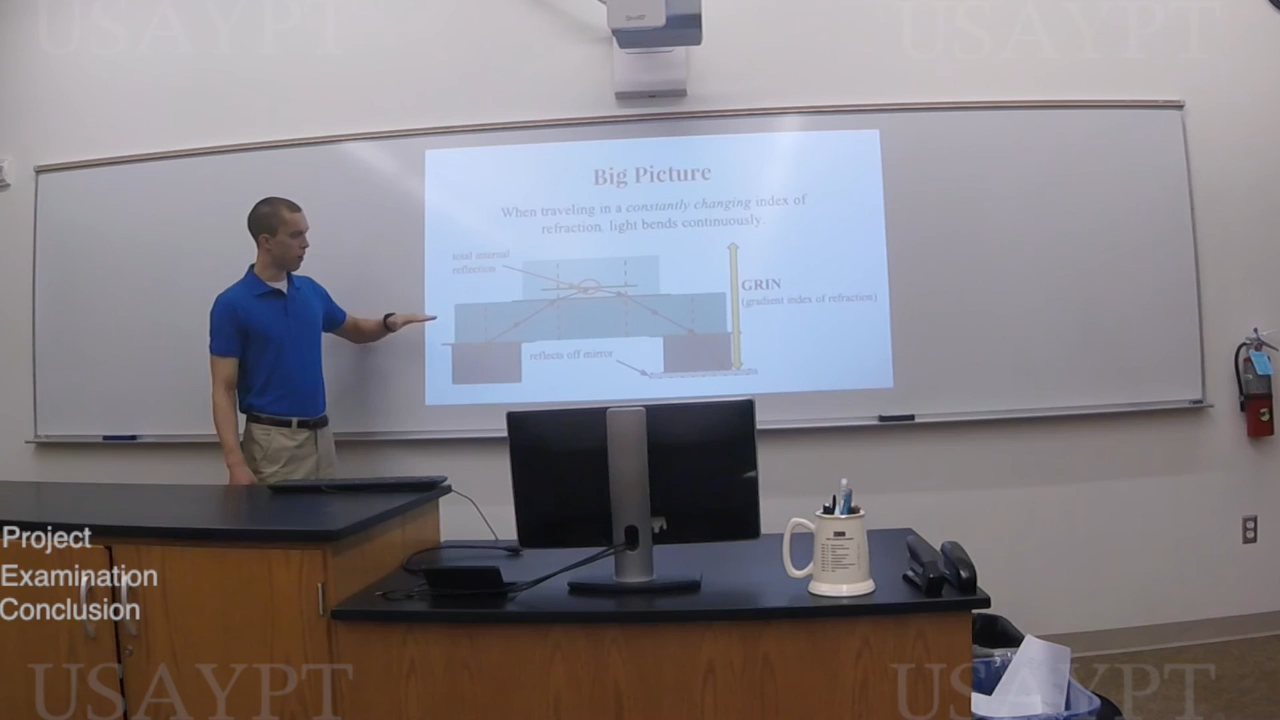 USAYPT
USAYPT
Big Picture
When traveling in a constantly changing index of
refraction, light bends continuously.
total internal
reflection
GRIN
(gradient index of refraction)
reflects off mirror
Project
Examination
Conclusion
USAYPT
USAYPT